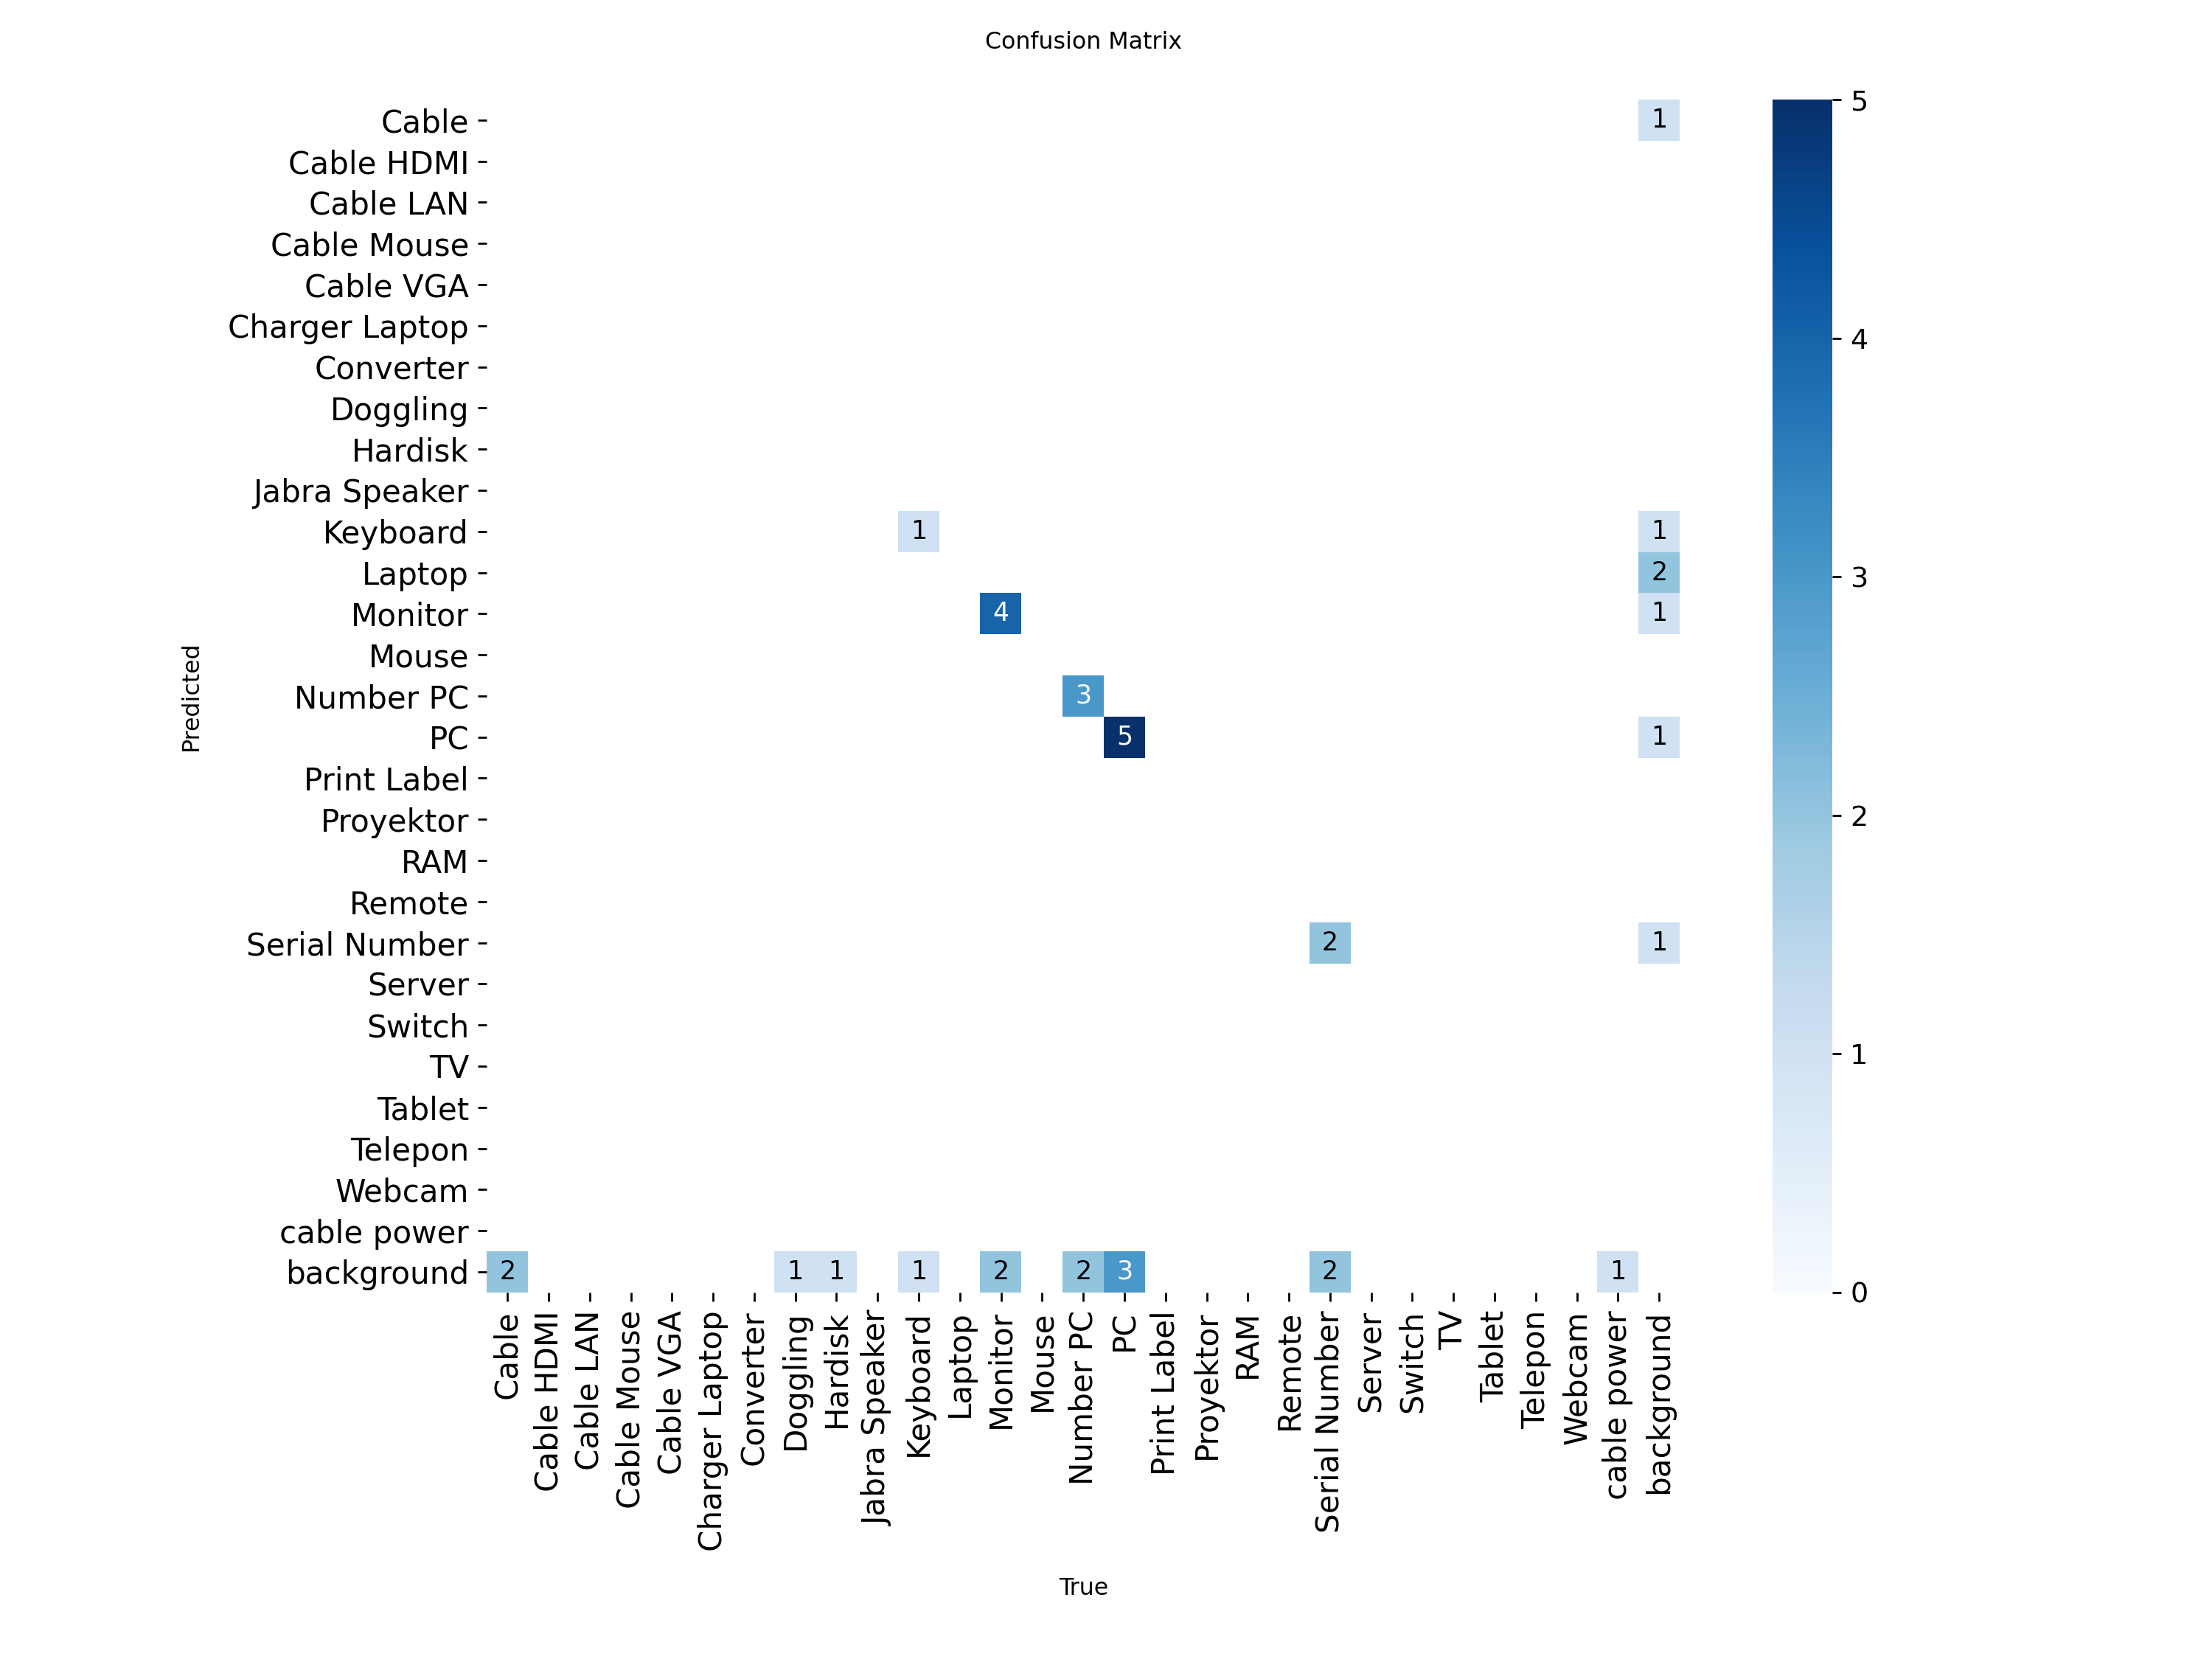 Confusion Matrix
Cable
Cable HDMI
Cable LAN
Cable Mouse
Cable VGA
Charger Laptop
Converter
Doggling
Hardisk
Jabra Speaker
Keyboard
Laptop
Monitor
Mouse
Number PC
PC
Print Label
Proyektor
RAM
Remote
Serial Number
Server
Switch
TV
Tablet
Telepon
Webcam
cable power
background
Predicted
1
1 1
2
4 1
3
5 1
2 1
2 1 1 1 2 2 3 2 1
Cable
Cable HDMI
Cable LAN
Cable Mouse
Cable VGA
Charger Laptop
Converter
Doggling
Hardisk
Jabra Speaker
Keyboard
Laptop
Monitor
Mouse
Number PC
PC
Print Label
Proyektor
RAM
Remote
Serial Number
Server
Switch
TV
Tablet
Telepon
Webcam
cable power
background
True
5
4
3
2
1
0